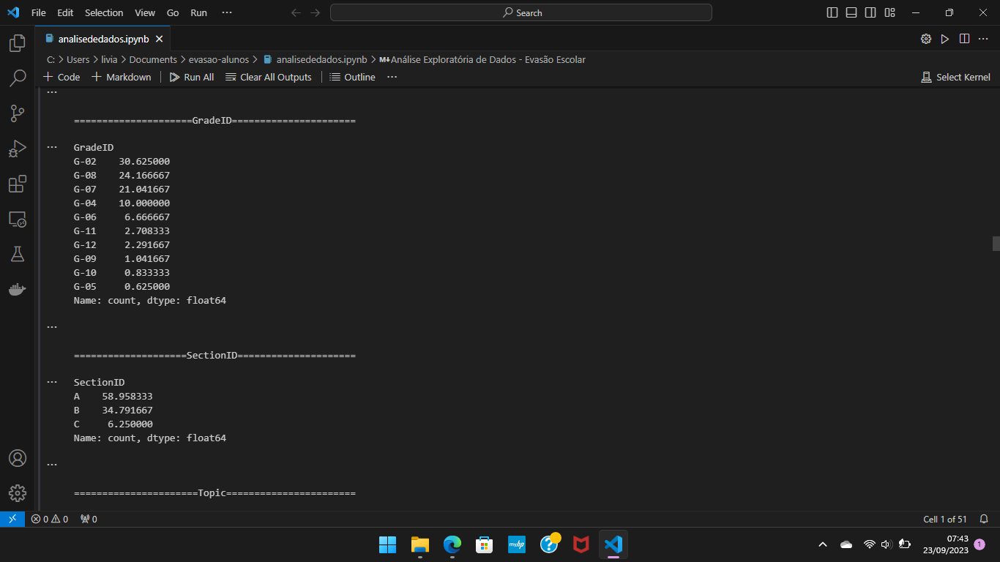 File Edit Selection View Go Run ···
Search
analisededados.ipynb
C: > Users > livia > Documents > evasao-alunos > analisededados.ipynb > M↓Análise Exploratória de Dados - Evasão Escolar
+ Code + Markdown | Run All Clear All Outputs | Outline ···
Select Kernel
=====================GradeID======================
GradeID
G-02    30.625000
G-08    24.166667
G-07    21.041667
G-04    10.000000
G-06     6.666667
G-11     2.708333
G-12     2.291667
G-09     1.041667
G-10     0.833333
G-05     0.625000
Name: count, dtype: float64
====================SectionID=====================
SectionID
A    58.958333
B    34.791667
C     6.250000
Name: count, dtype: float64
======================Topic=======================
0 0 0
Cell 1 of 51
myhp
07:43
23/09/2023
1